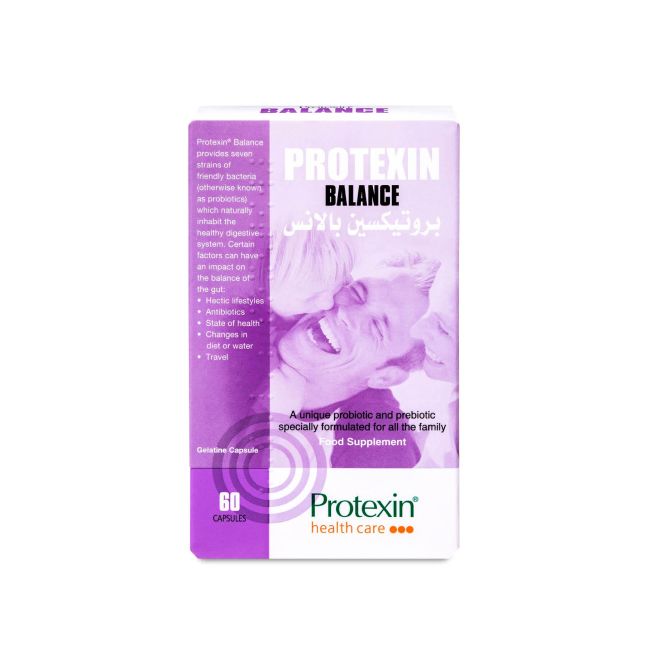 BALANCE
Protexin® Balance
provides seven
strains of
friendly bacteria
(otherwise known
as probiotics)
which naturally
inhabit the
healthy digestive
system. Certain
factors can have
an impact on
the balance of
the gut:
• Hectic lifestyles
• Antibiotics
• State of health
• Changes in
diet or water
• Travel
Gelatine Capsule
60
CAPSULES
PROTEXIN
BALANCE
بروتيكسين بالانس
A unique probiotic and prebiotic
specially formulated for all the family
Food Supplement
Protexin®
health care